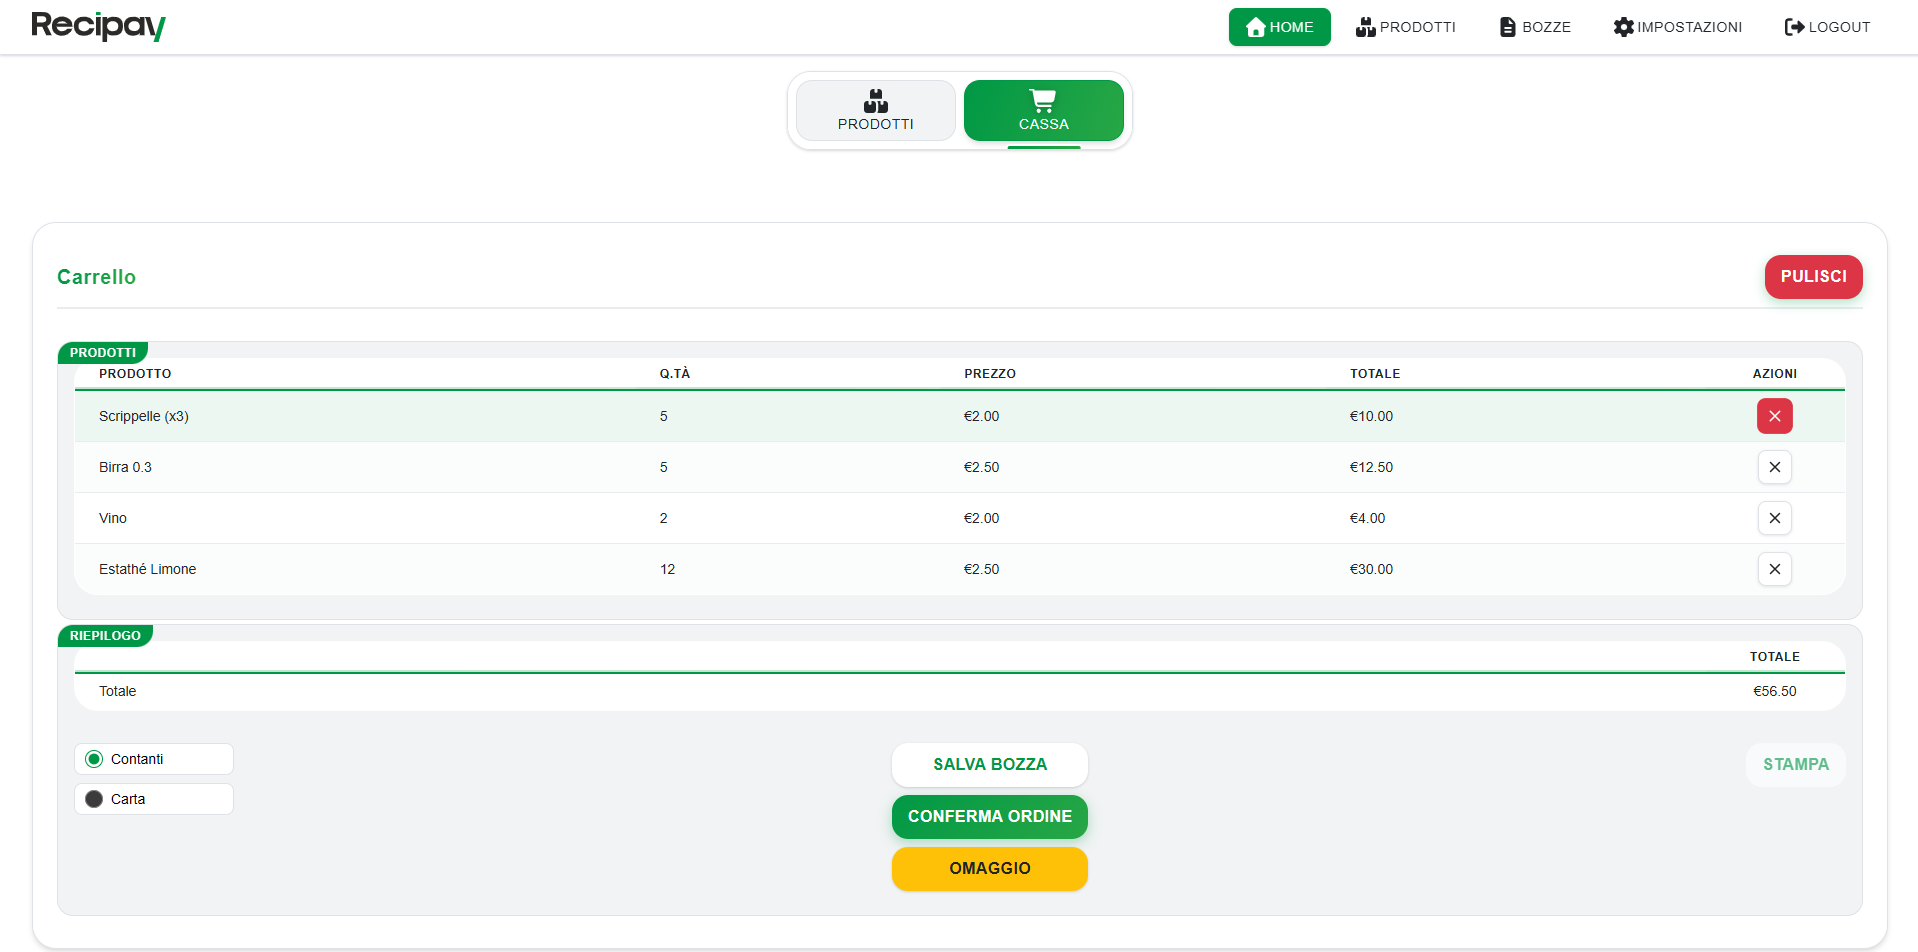 Recipay
HOME
PRODOTTI
BOZZE
IMPOSTAZIONI
LOGOUT
PRODOTTI
CASSA
Carrello
PULISCI
PRODOTTI
PRODOTTO Q.TÀ PREZZO TOTALE AZIONI
Scrippelle (x3) 5 €2.00 €10.00
Birra 0.3 5 €2.50 €12.50
Vino 2 €2.00 €4.00
Estathé Limone 12 €2.50 €30.00
RIEPILOGO
TOTALE
Totale €56.50
Contanti
Carta
SALVA BOZZA
CONFERMA ORDINE
OMAGGIO
STAMPA